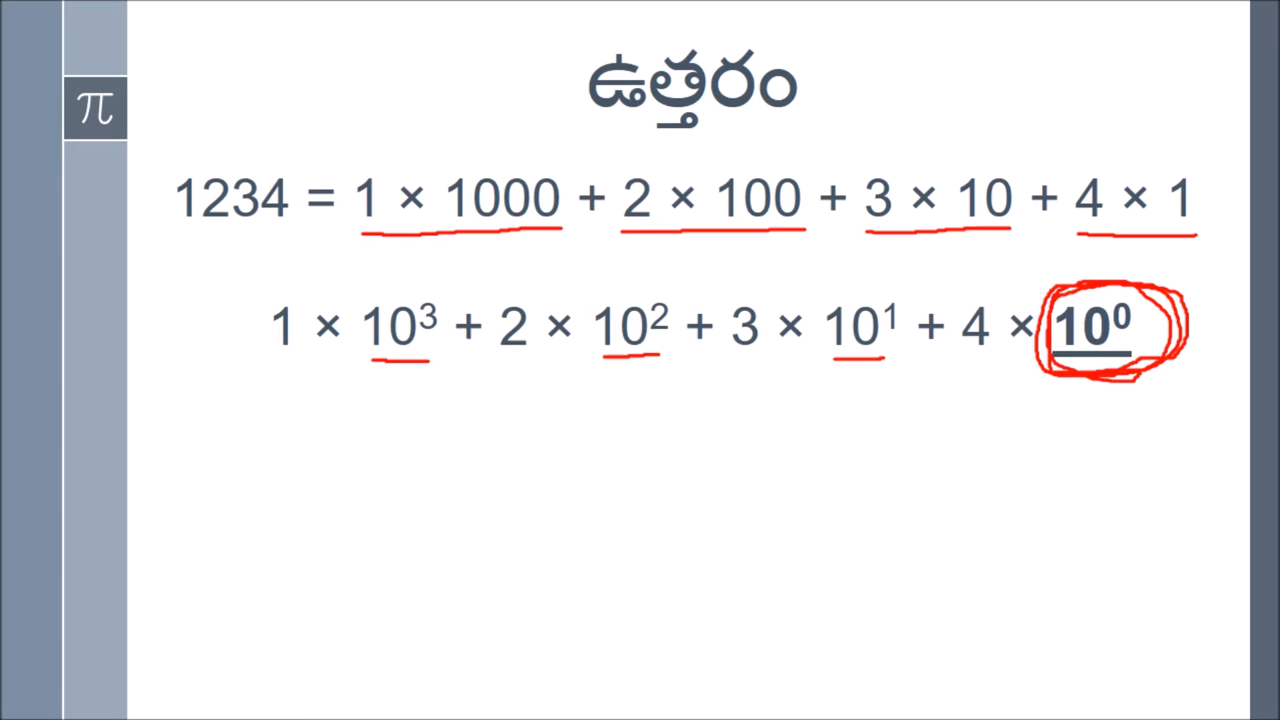 π
ఉత్తరం
1234 = 1 × 1000 + 2 × 100 + 3 × 10 + 4 × 1
1 × 10³ + 2 × 10² + 3 × 10¹ + 4 × 10⁰